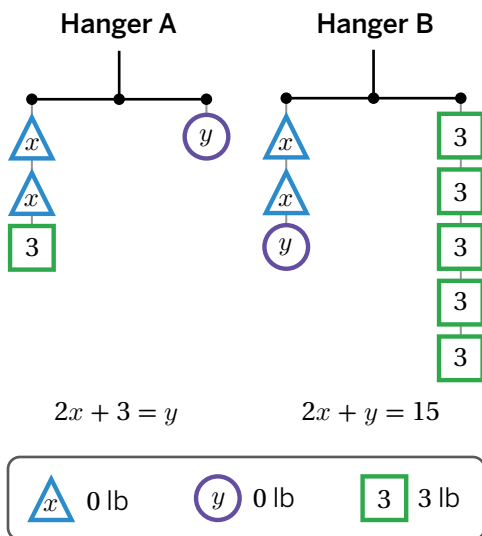 Hanger A Hanger B
y 3
x x
x x 3
3 y 3
3
3
2x + 3 = y 2x + y = 15
x 0 lb y 0 lb 3 3 lb